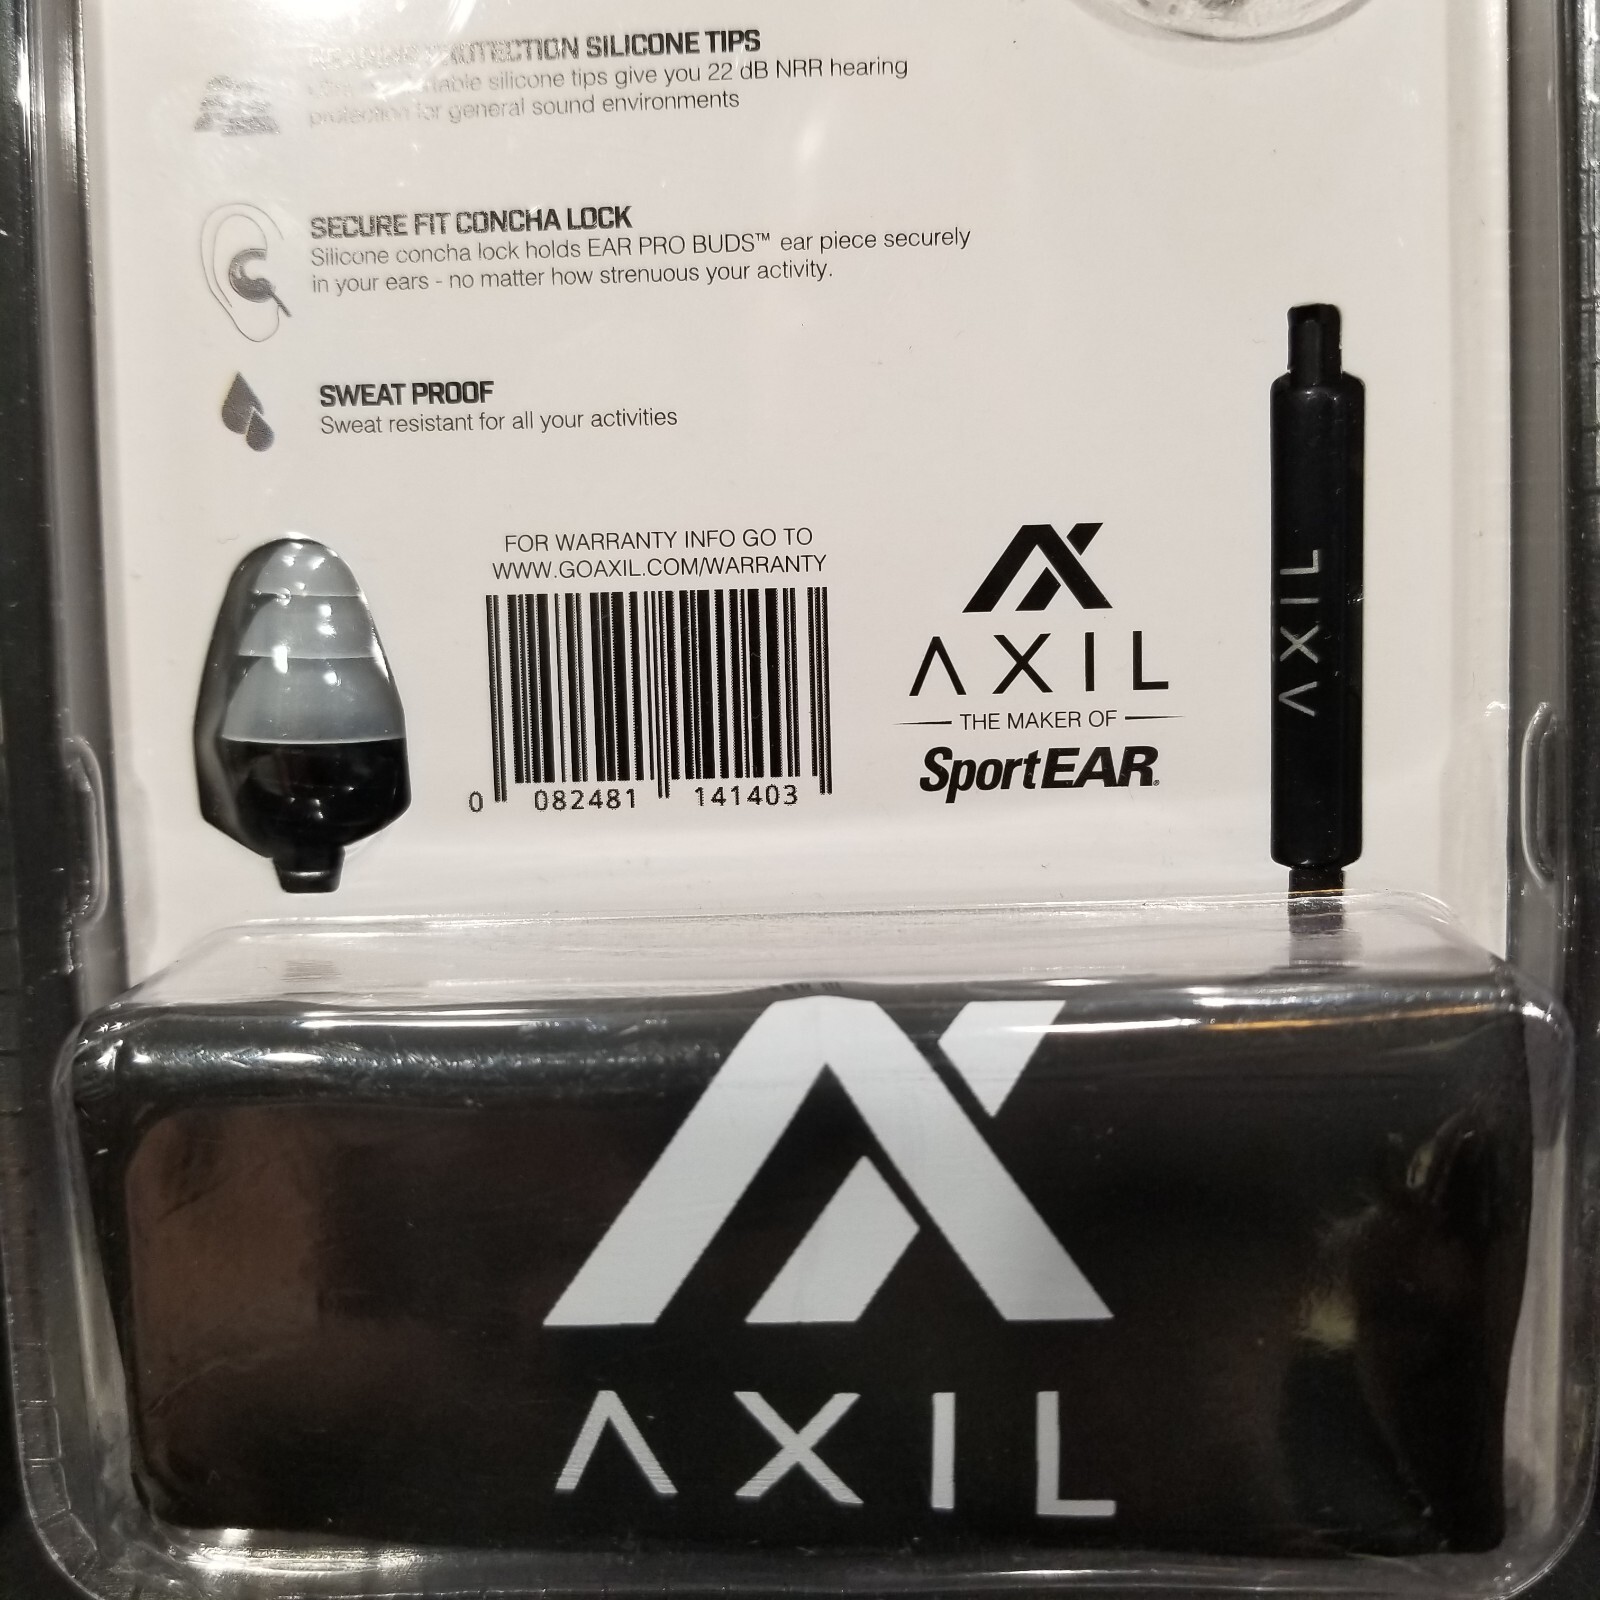 PROTECTION SILICONE TIPS
silicone tips give you 22 dB NRR hearing
protection for general sound environments
SECURE FIT CONCHA LOCK
Silicone concha lock holds EAR PRO BUDS™ ear piece securely
in your ears - no matter how strenuous your activity.
SWEAT PROOF
Sweat resistant for all your activities
FOR WARRANTY INFO GO TO
WWW.GOAXIL.COM/WARRANTY
0 082481 141403
AXIL
THE MAKER OF
SportEAR®
AXIL
AXIL